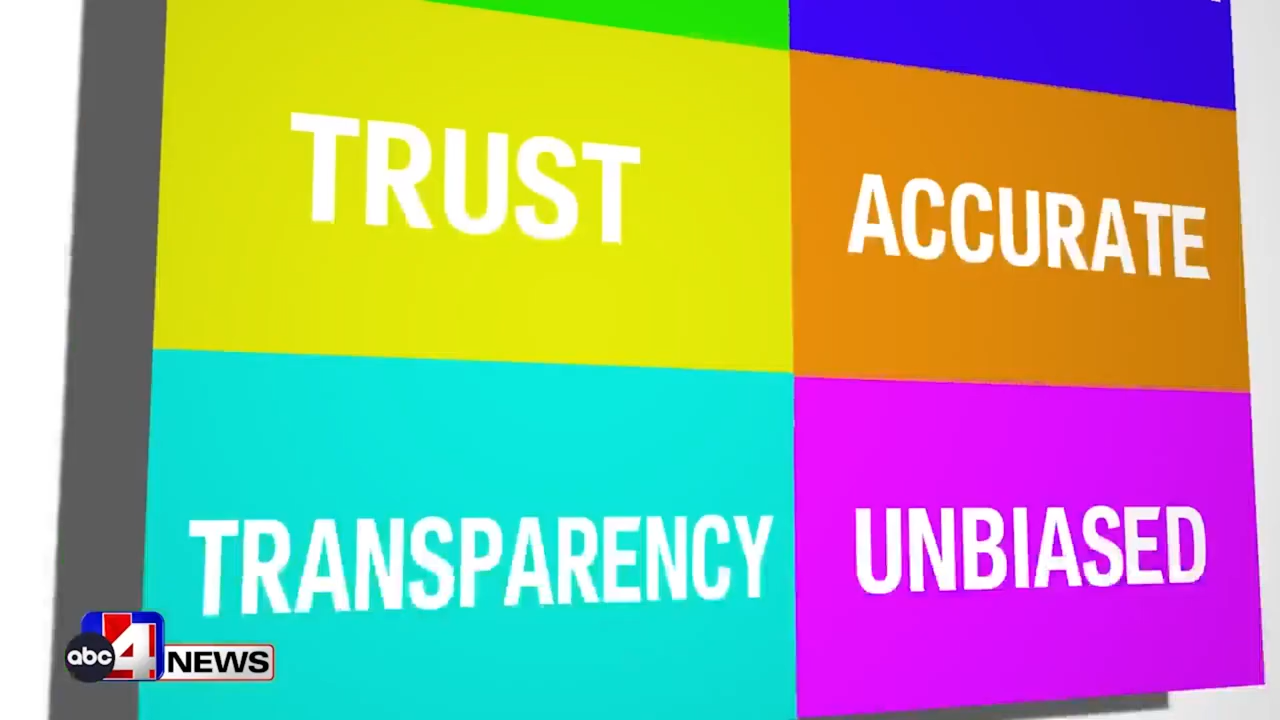 TRUST
ACCURATE
TRANSPARENCY
UNBIASED
abc 4 NEWS